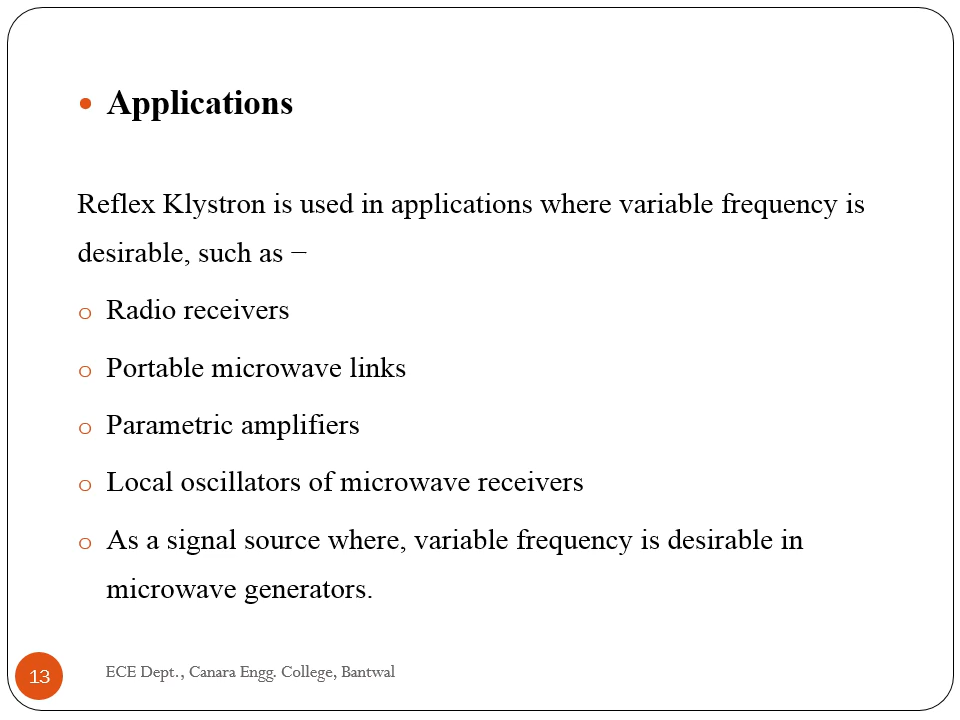 • Applications
Reflex Klystron is used in applications where variable frequency is
desirable, such as −
o Radio receivers
o Portable microwave links
o Parametric amplifiers
o Local oscillators of microwave receivers
o As a signal source where, variable frequency is desirable in
microwave generators.
13 ECE Dept., Canara Engg. College, Bantwal